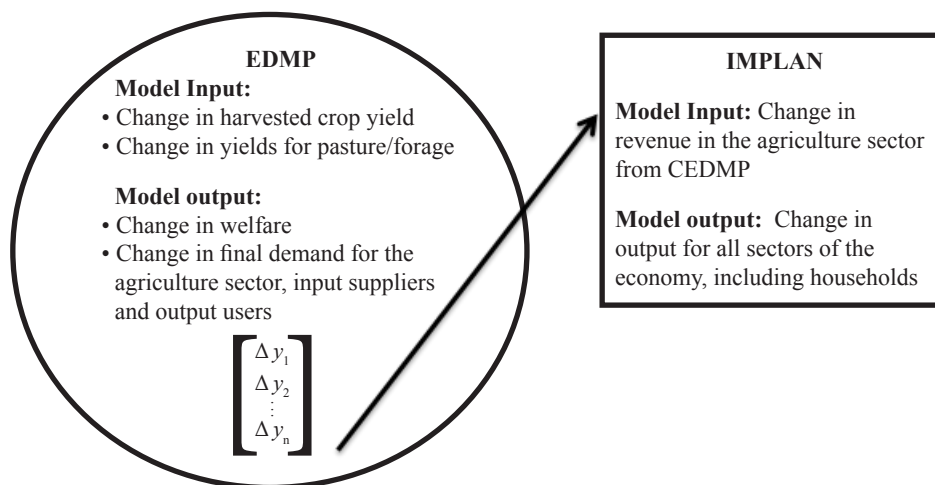 EDMP
Model Input:
• Change in harvested crop yield
• Change in yields for pasture/forage
Model output:
• Change in welfare
• Change in final demand for the
agriculture sector, input suppliers
and output users
Δ y₁
Δ y₂
⋮
Δ yₙ
IMPLAN
Model Input: Change in
revenue in the agriculture sector
from CEDMP
Model output: Change in
output for all sectors of the
economy, including households